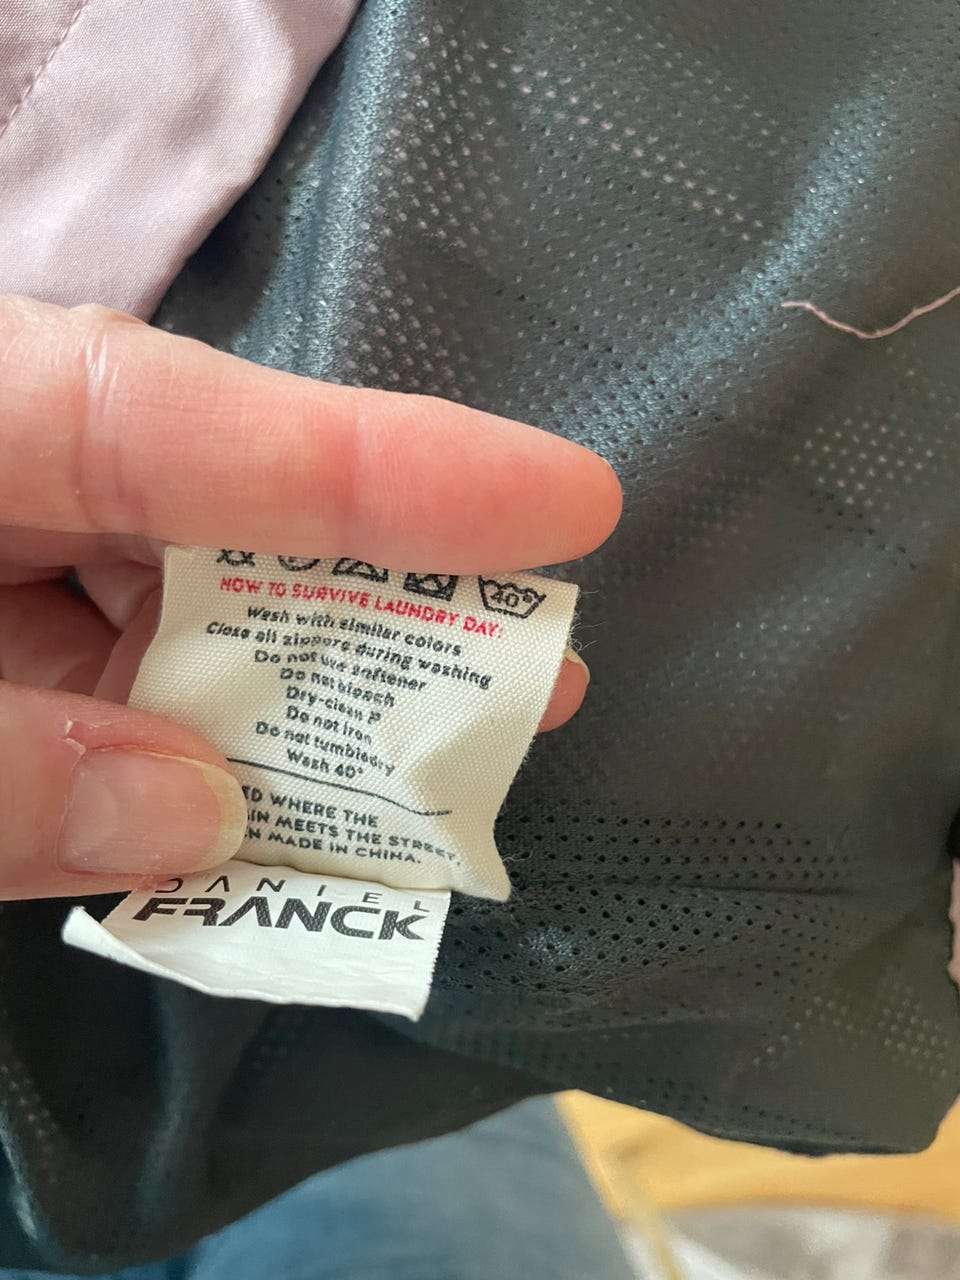 40°
HOW TO SURVIVE LAUNDRY DAY:
Wash with similar colors
Close all zippers during washing
Do not use softener
Do not bleach
Dry-clean P
Do not iron
Do not tumbledry
Wash 40°
WHERE THE
MEETS THE STREET.
MADE IN CHINA.
DANIEL
FRANCK